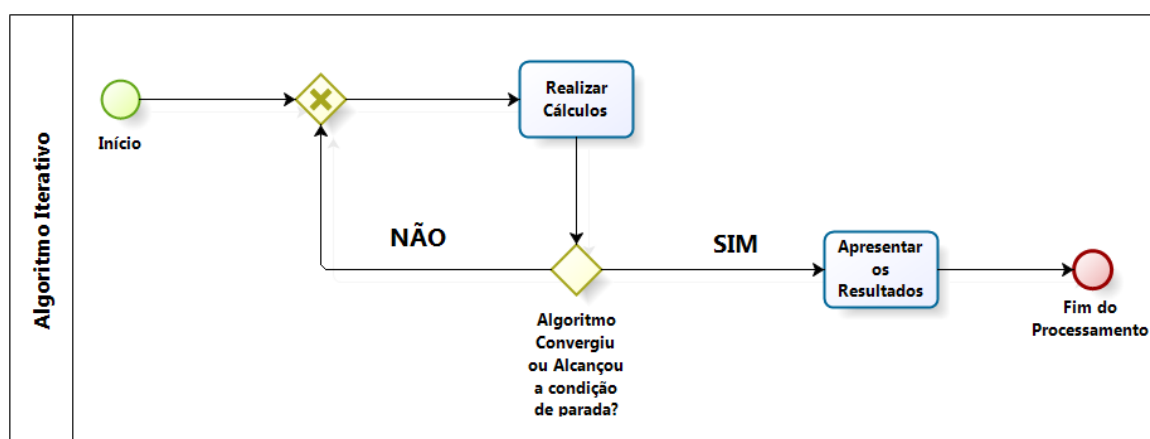 Algoritmo Iterativo
Início
Realizar
Cálculos
NÃO
SIM
Algoritmo
Convergiu
ou Alcançou
a condição
de parada?
Apresentar
os
Resultados
Fim do
Processamento